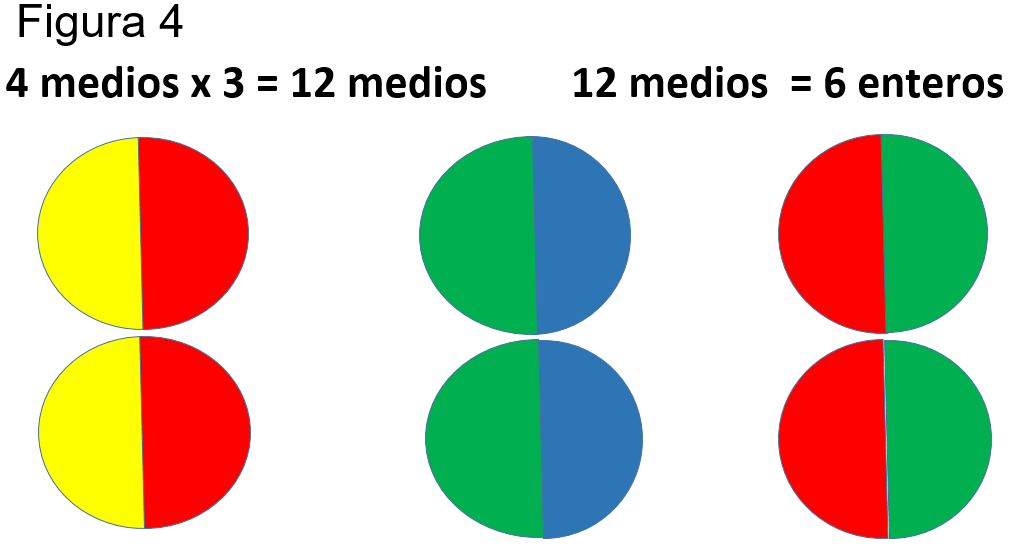 Figura 4
4 medios x 3 = 12 medios
12 medios = 6 enteros